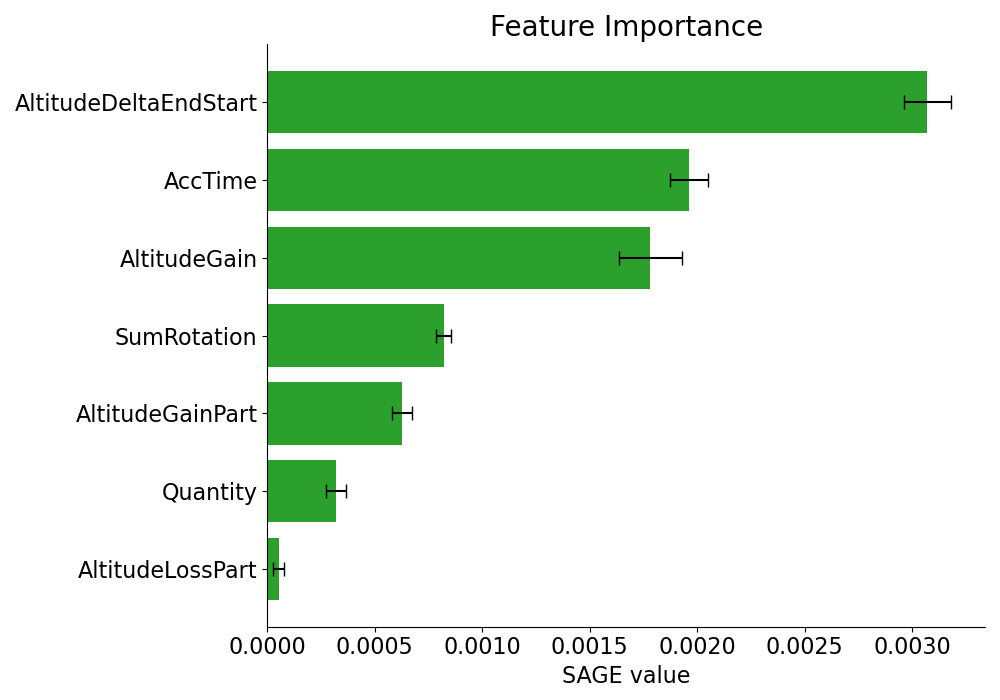 Feature Importance
AltitudeDeltaEndStart
AccTime
AltitudeGain
SumRotation
AltitudeGainPart
Quantity
AltitudeLossPart
0.0000 0.0005 0.0010 0.0015 0.0020 0.0025 0.0030
SAGE value